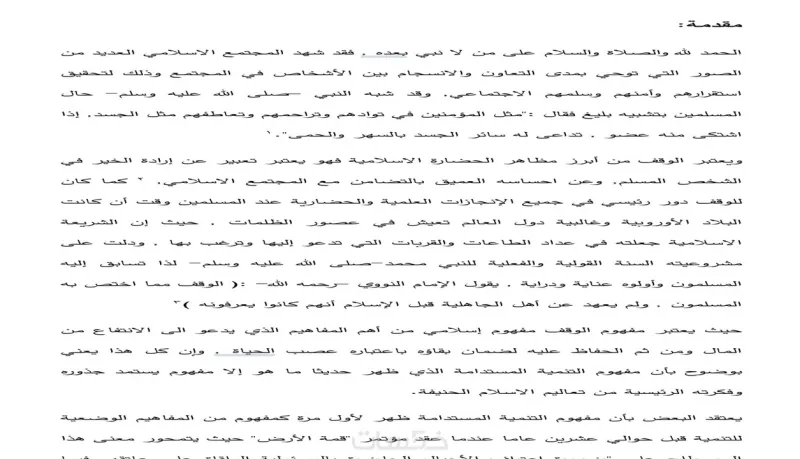 مقدمة:
الحمد لله والصلاة والسلام على من لا نبي بعده . فقد شهد المجتمع الاسلامي العديد من
الصور التي توحي بمدى التعاون والانسجام بين الأشخاص في المجتمع وذلك لتحقيق
استقرارهم وأمنهم وسلمهم الاجتماعي. وقد شبه النبي –صلى الله عليه وسلم– حال
المسلمين بتشبيه بليغ فقال :"مثل المؤمنين في توادهم وتراحمهم وتعاطفهم مثل الجسد. إذا
اشتكى منه عضو . تداعى له سائر الجسد بالسهر والحمى".١
ويعتبر الوقف من أبرز مظاهر الحضارة الاسلامية فهو يعتبر تعبير عن إرادة الخير في
الشخص المسلم. وعن احساسه العميق بالتضامن مع المجتمع الاسلامي. ٢ كما كان
للوقف دور رئيسي في جميع الإنجازات العلمية والحضارية عند المسلمين وقت أن كانت
البلاد الأوروبية وغالبية دول العالم تعيش في عصور الظلمات . حيث إن الشريعة
الاسلامية جعلته في عداد الطاعات والقربات التي تدعو إليها وترغب بها . ودلت على
مشروعيته السنة القولية والفعلية للنبي محمد–صلى الله عليه وسلم– لذا تسابق إليه
المسلمون وأولوه عناية ودراية . يقول الإمام النووي –رحمه الله– :( الوقف مما اختص به
المسلمون . ولم يعهد عن أهل الجاهلية قبل الإسلام أنهم كانوا يعرفونه )٣
حيث يعتبر مفهوم الوقف مفهوم إسلامي من أهم المفاهيم الذي يدعو الى الانتفاع من
المال ومن ثم الحفاظ عليه لضمان بقاؤه باعتباره عصب الحياة . وإن كل هذا يعني
بوضوح بأن مفهوم التنمية المستدامة الذي ظهر حديثا ما هو إلا مفهوم يستمد جذوره
وفكرته الرئيسية من تعاليم الاسلام الحنيفة.
يعتقد البعض بأن مفهوم التنمية المستدامة ظهر لأول مرة كمفهوم من المفاهيم الوضعية
للتنمية قبل حوالي عشرين عاما عندما عقد مؤتمر "قمة الأرض" حيث يتمحور معنى هذا
خمسات